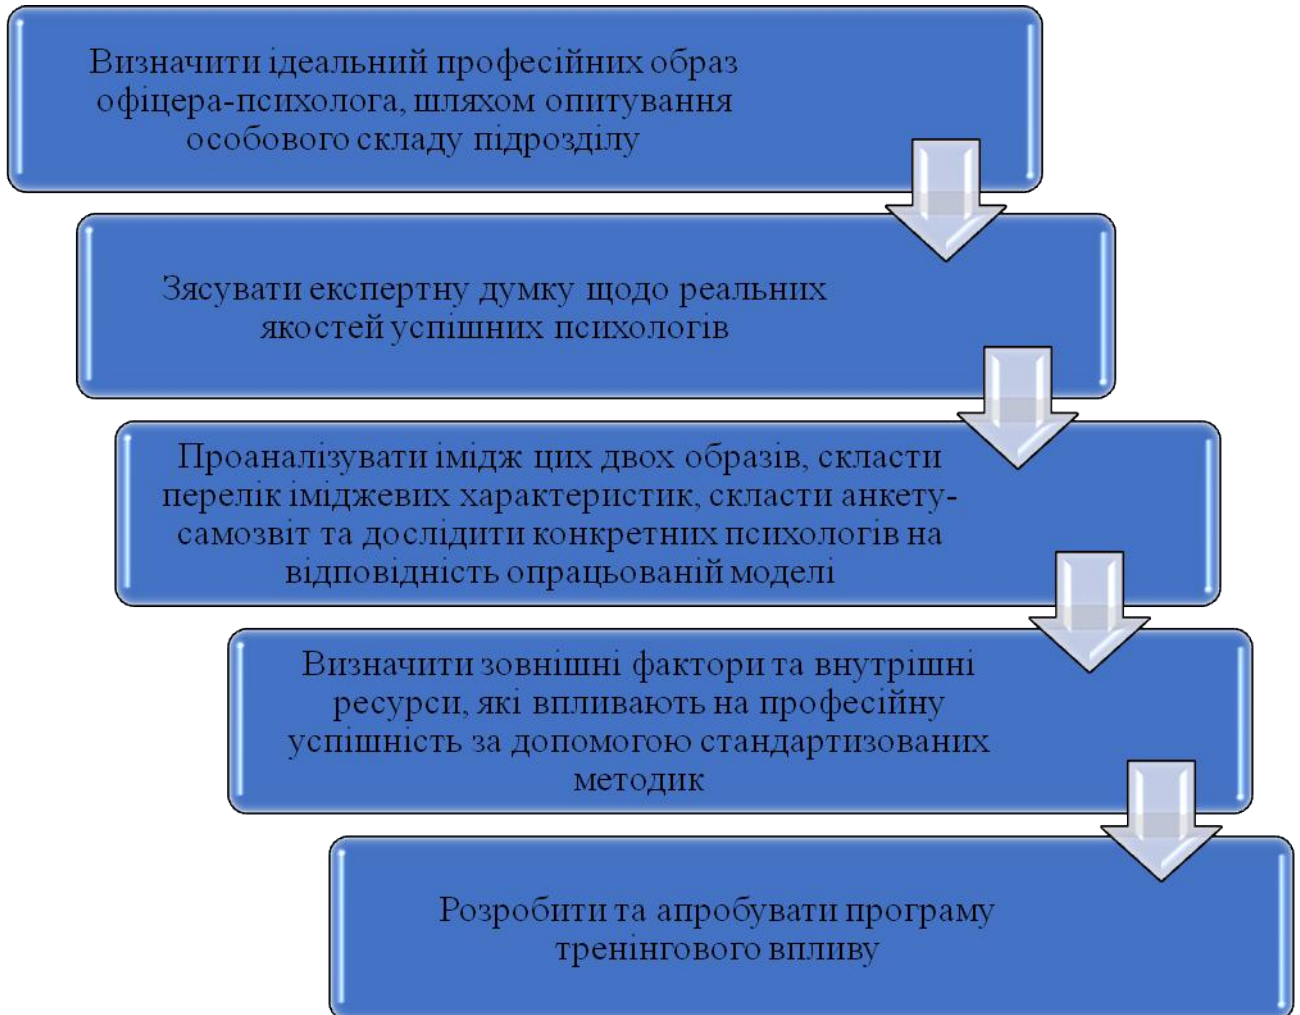 Визначити ідеальний професійних образ
офіцера-психолога, шляхом опитування
особового складу підрозділу
Зясувати експертну думку щодо реальних
якостей успішних психологів
Проаналізувати імідж цих двох образів, скласти
перелік іміджевих характеристик, скласти анкету-
самозвіт та дослідити конкретних психологів на
відповідність опрацьованій моделі
Визначити зовнішні фактори та внутрішні
ресурси, які впливають на професійну
успішність за допомогою стандартизованих
методик
Розробити та апробувати програму
тренінгового впливу